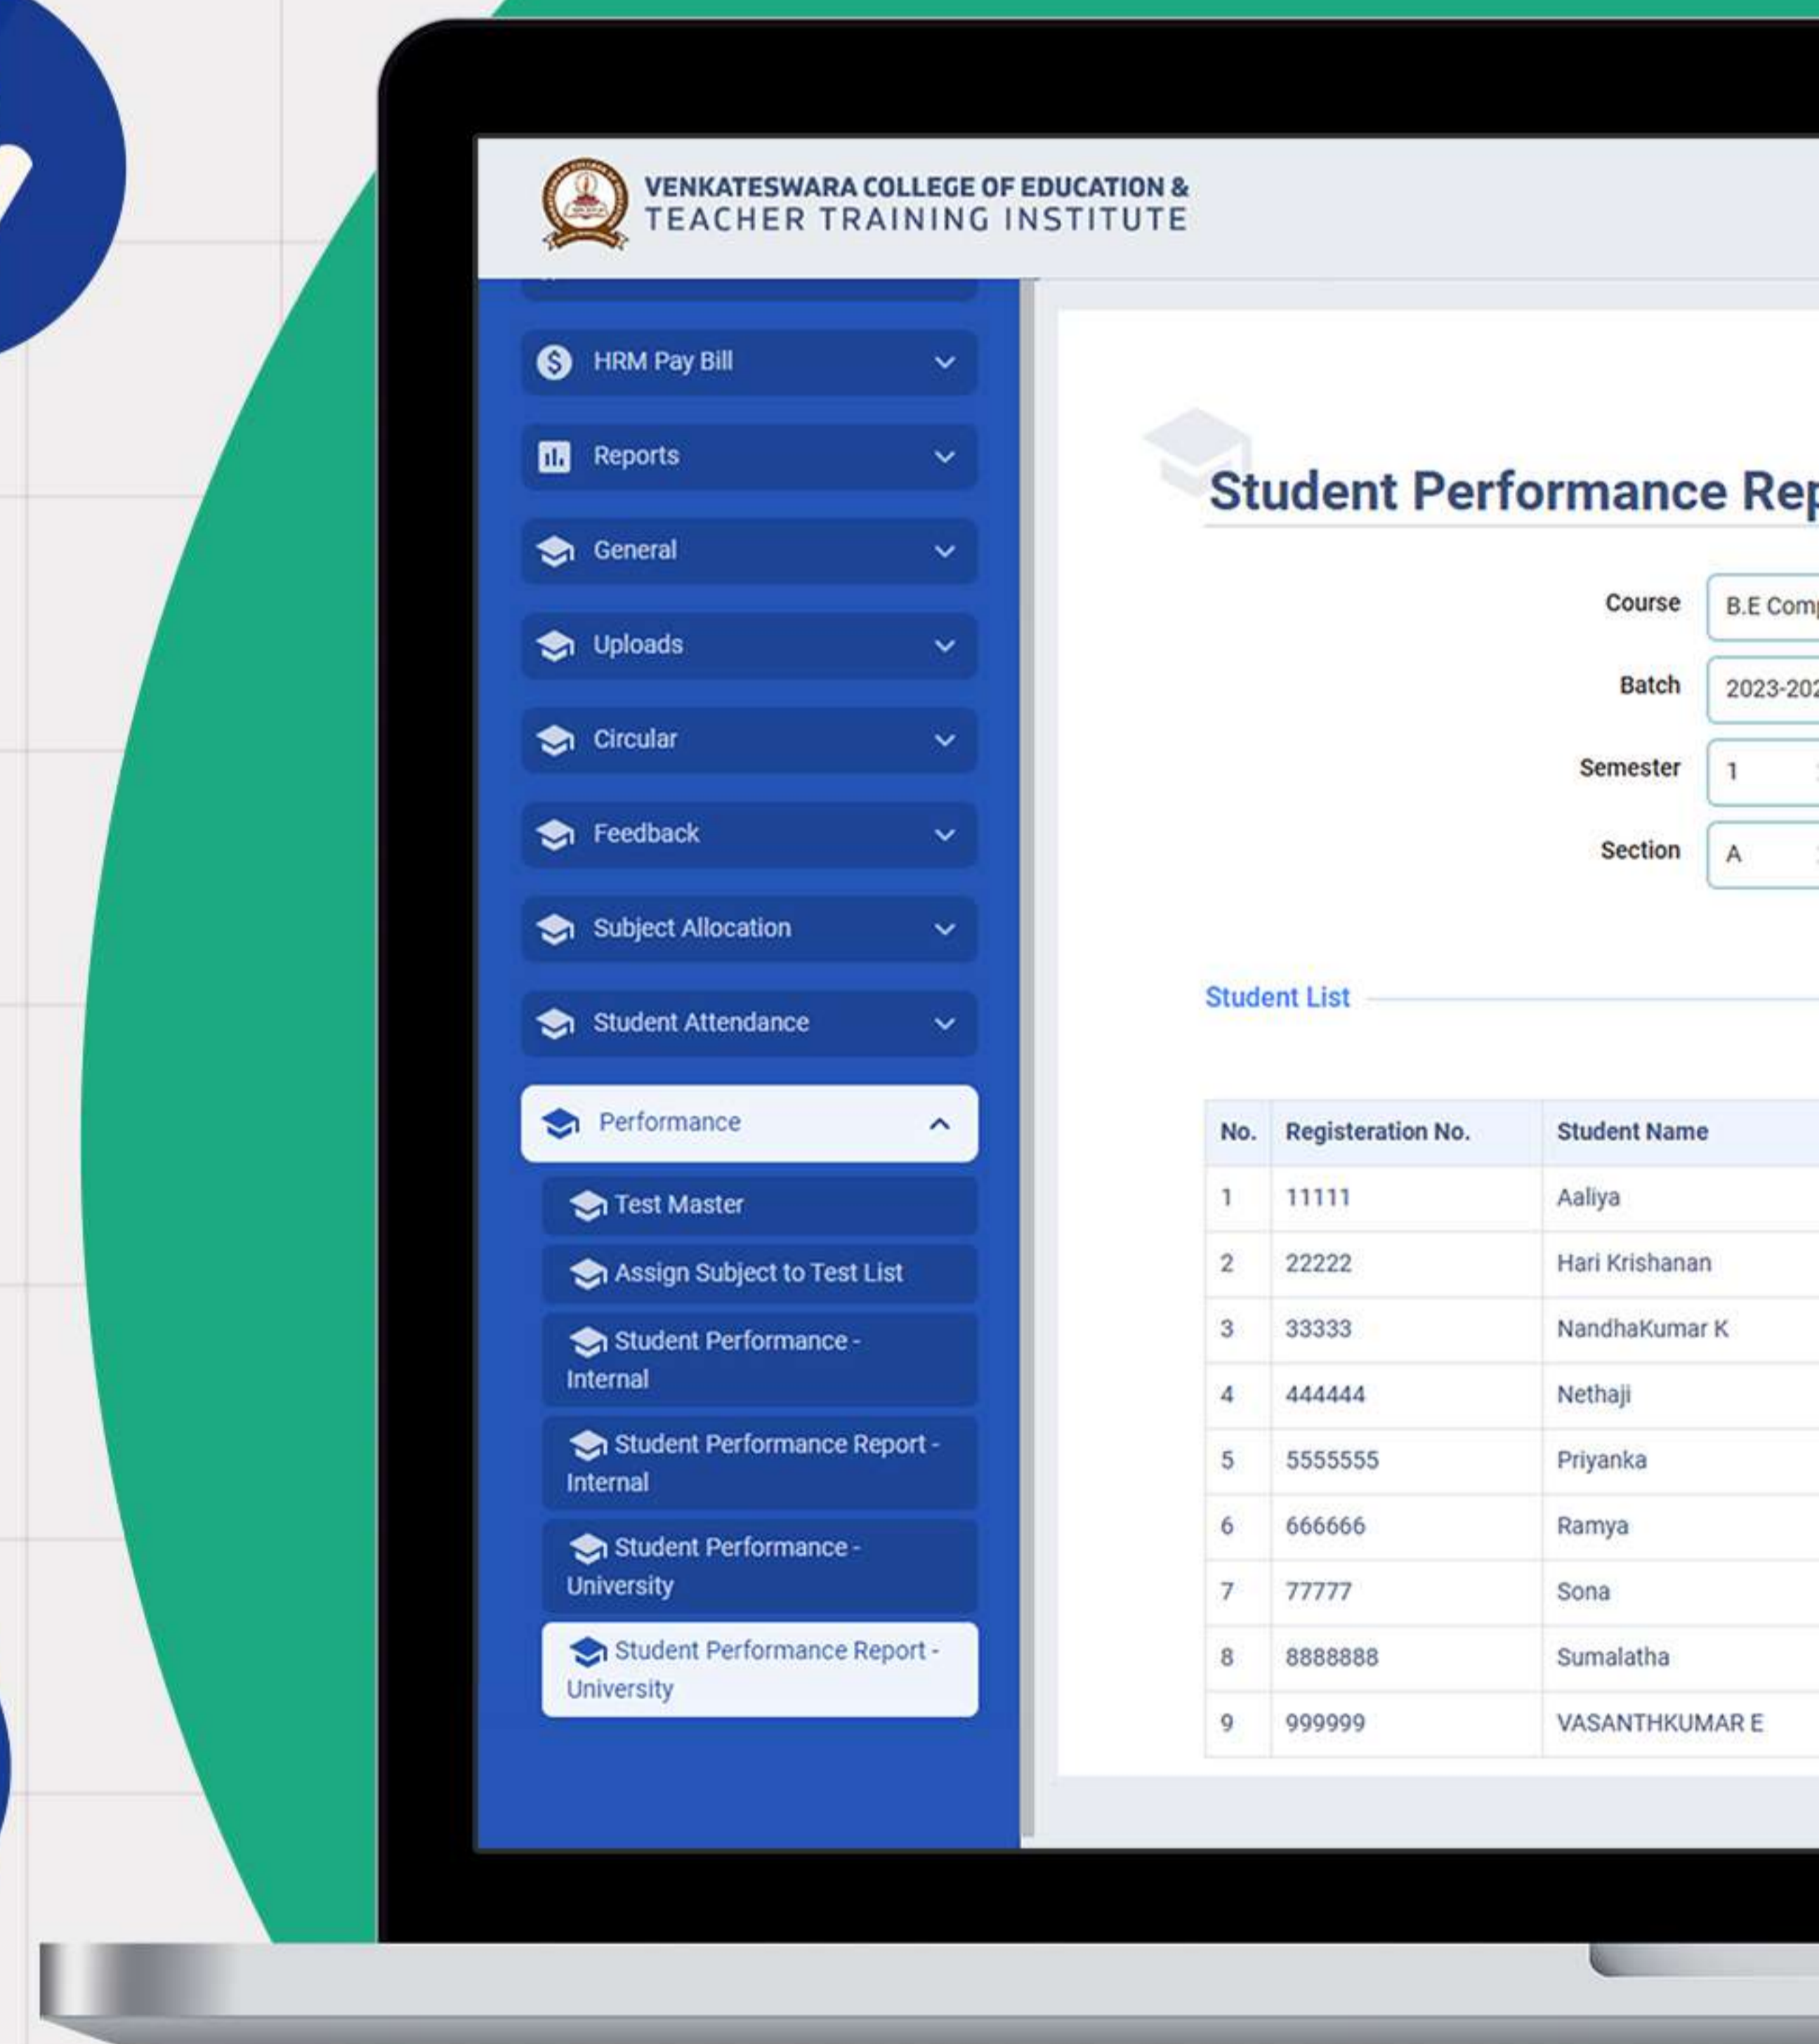 VENKATESWARA COLLEGE OF EDUCATION &
TEACHER TRAINING INSTITUTE
HRM Pay Bill
Reports
General
Uploads
Circular
Feedback
Subject Allocation
Student Attendance
Performance
Test Master
Assign Subject to Test List
Student Performance -
Internal
Student Performance Report -
Internal
Student Performance -
University
Student Performance Report -
University
Student Performance Rep
Course B.E Comp
Batch 2023-202
Semester 1
Section A
Student List
No. Registeration No. Student Name
1 11111 Aaliya
2 22222 Hari Krishanan
3 33333 NandhaKumar K
4 444444 Nethaji
5 5555555 Priyanka
6 666666 Ramya
7 77777 Sona
8 8888888 Sumalatha
9 999999 VASANTHKUMAR E